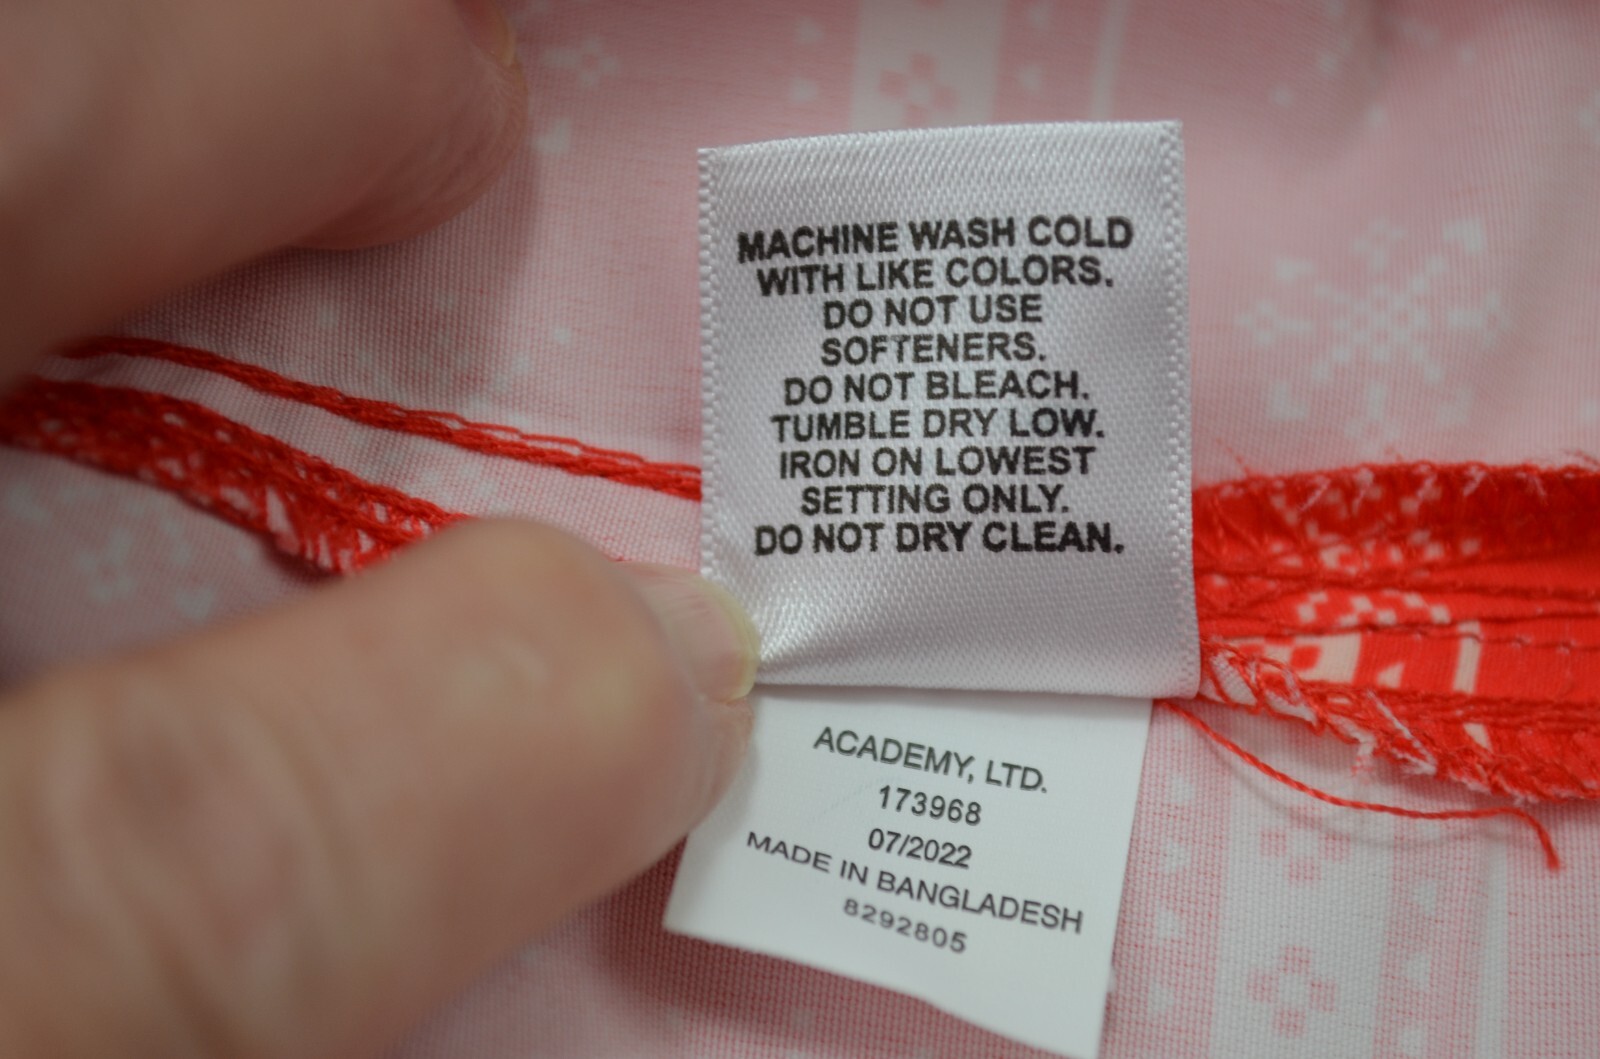 MACHINE WASH COLD
WITH LIKE COLORS.
DO NOT USE
SOFTENERS.
DO NOT BLEACH.
TUMBLE DRY LOW.
IRON ON LOWEST
SETTING ONLY.
DO NOT DRY CLEAN.
ACADEMY, LTD.
173968
07/2022
MADE IN BANGLADESH
8292805